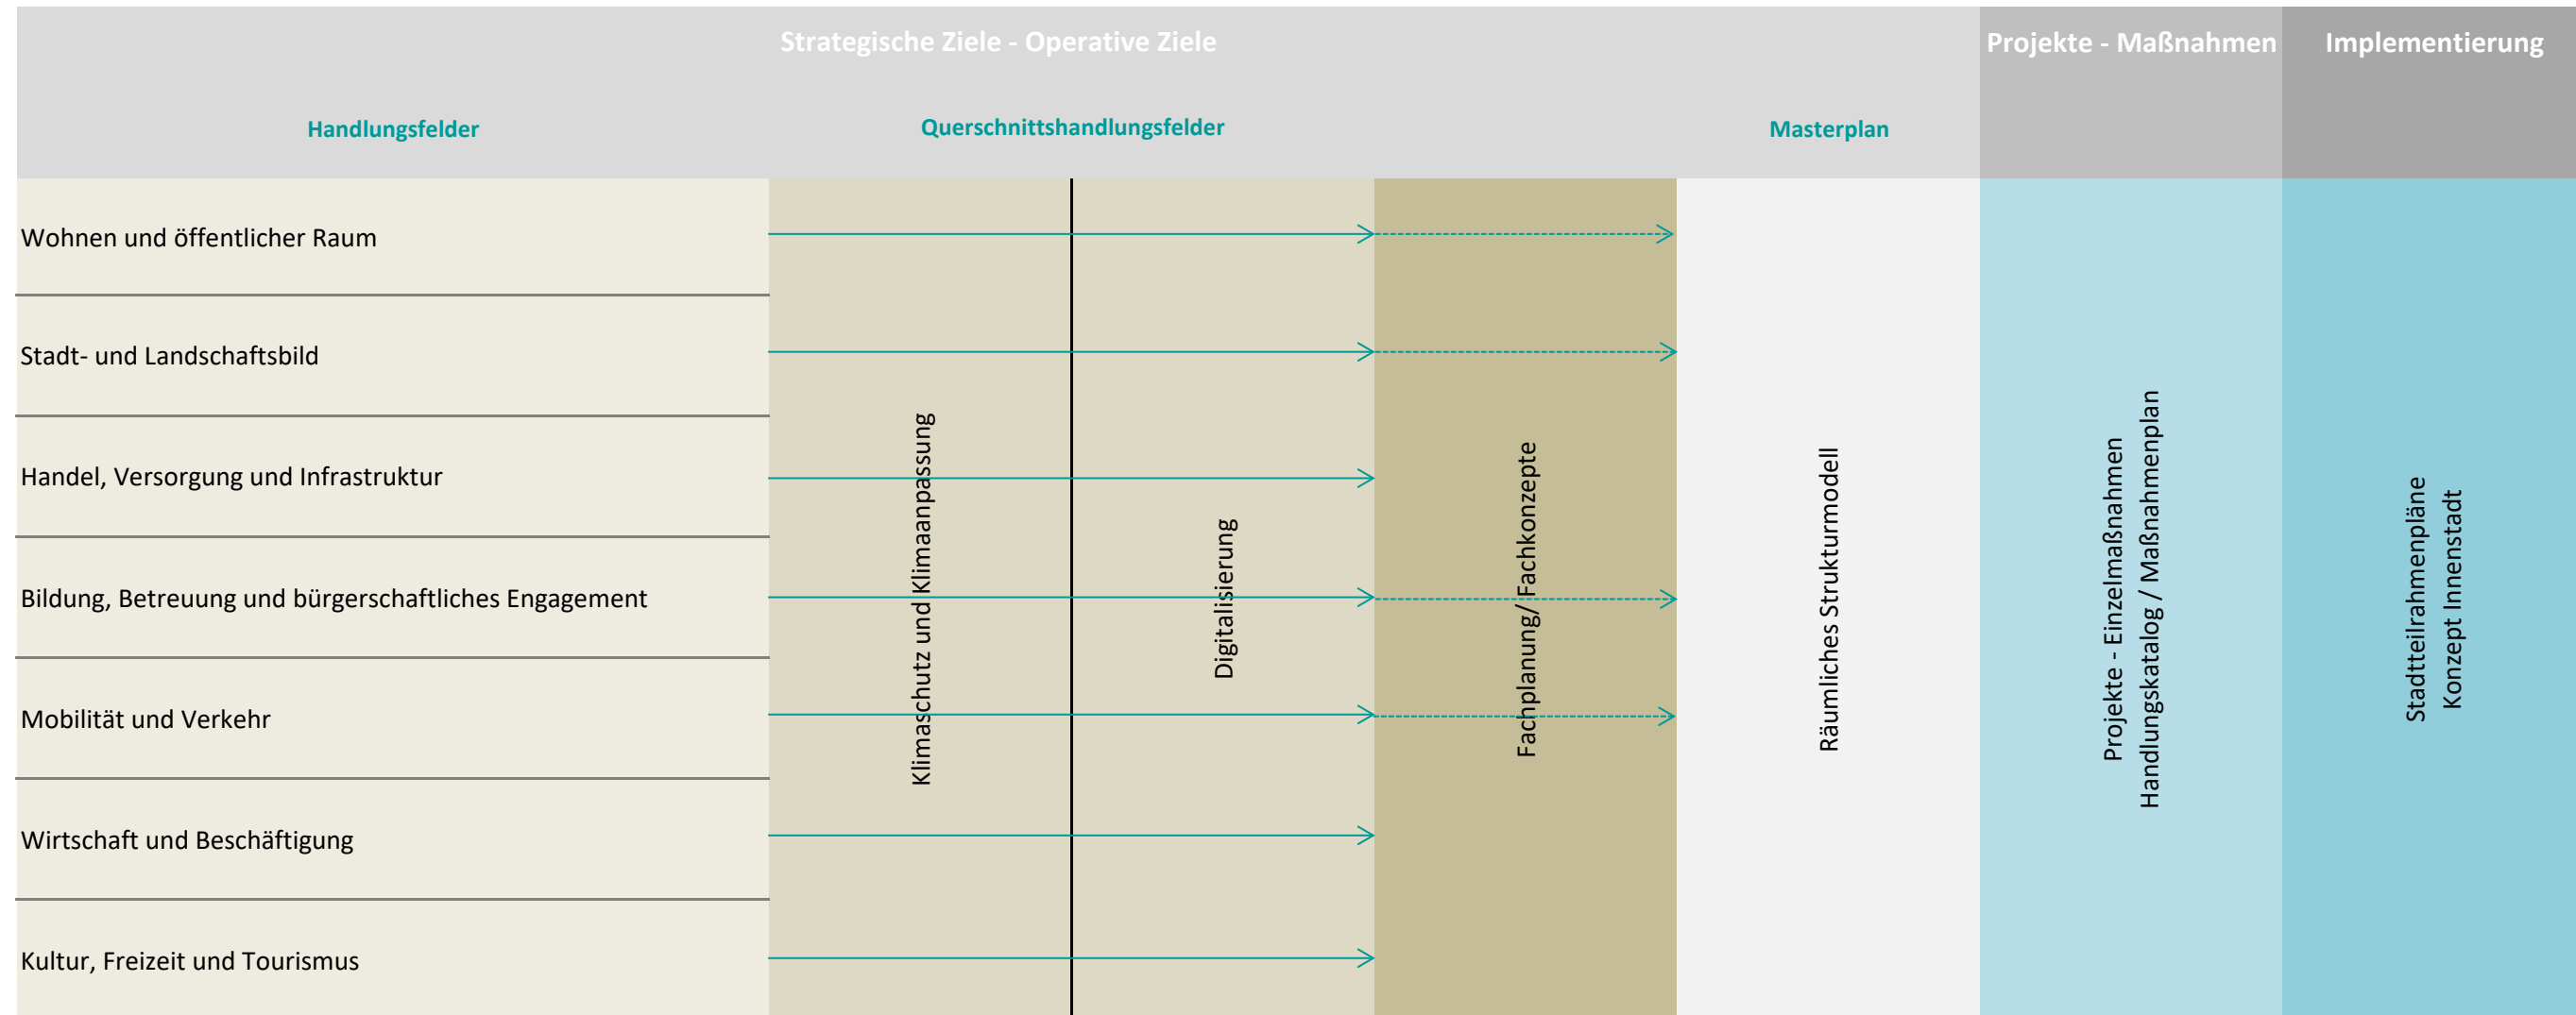 Strategische Ziele - Operative Ziele
Projekte - Maßnahmen
Implementierung
Handlungsfelder
Querschnittshandlungsfelder
Masterplan
Wohnen und öffentlicher Raum
Stadt- und Landschaftsbild
Handel, Versorgung und Infrastruktur
Bildung, Betreuung und bürgerschaftliches Engagement
Mobilität und Verkehr
Wirtschaft und Beschäftigung
Kultur, Freizeit und Tourismus
Klimaschutz und Klimaanpassung
Digitalisierung
Fachplanung/ Fachkonzepte
Räumliches Strukturmodell
Projekte - Einzelmaßnahmen
Handlungskatalog / Maßnahmenplan
Stadtteilrahmenpläne
Konzept Innenstadt